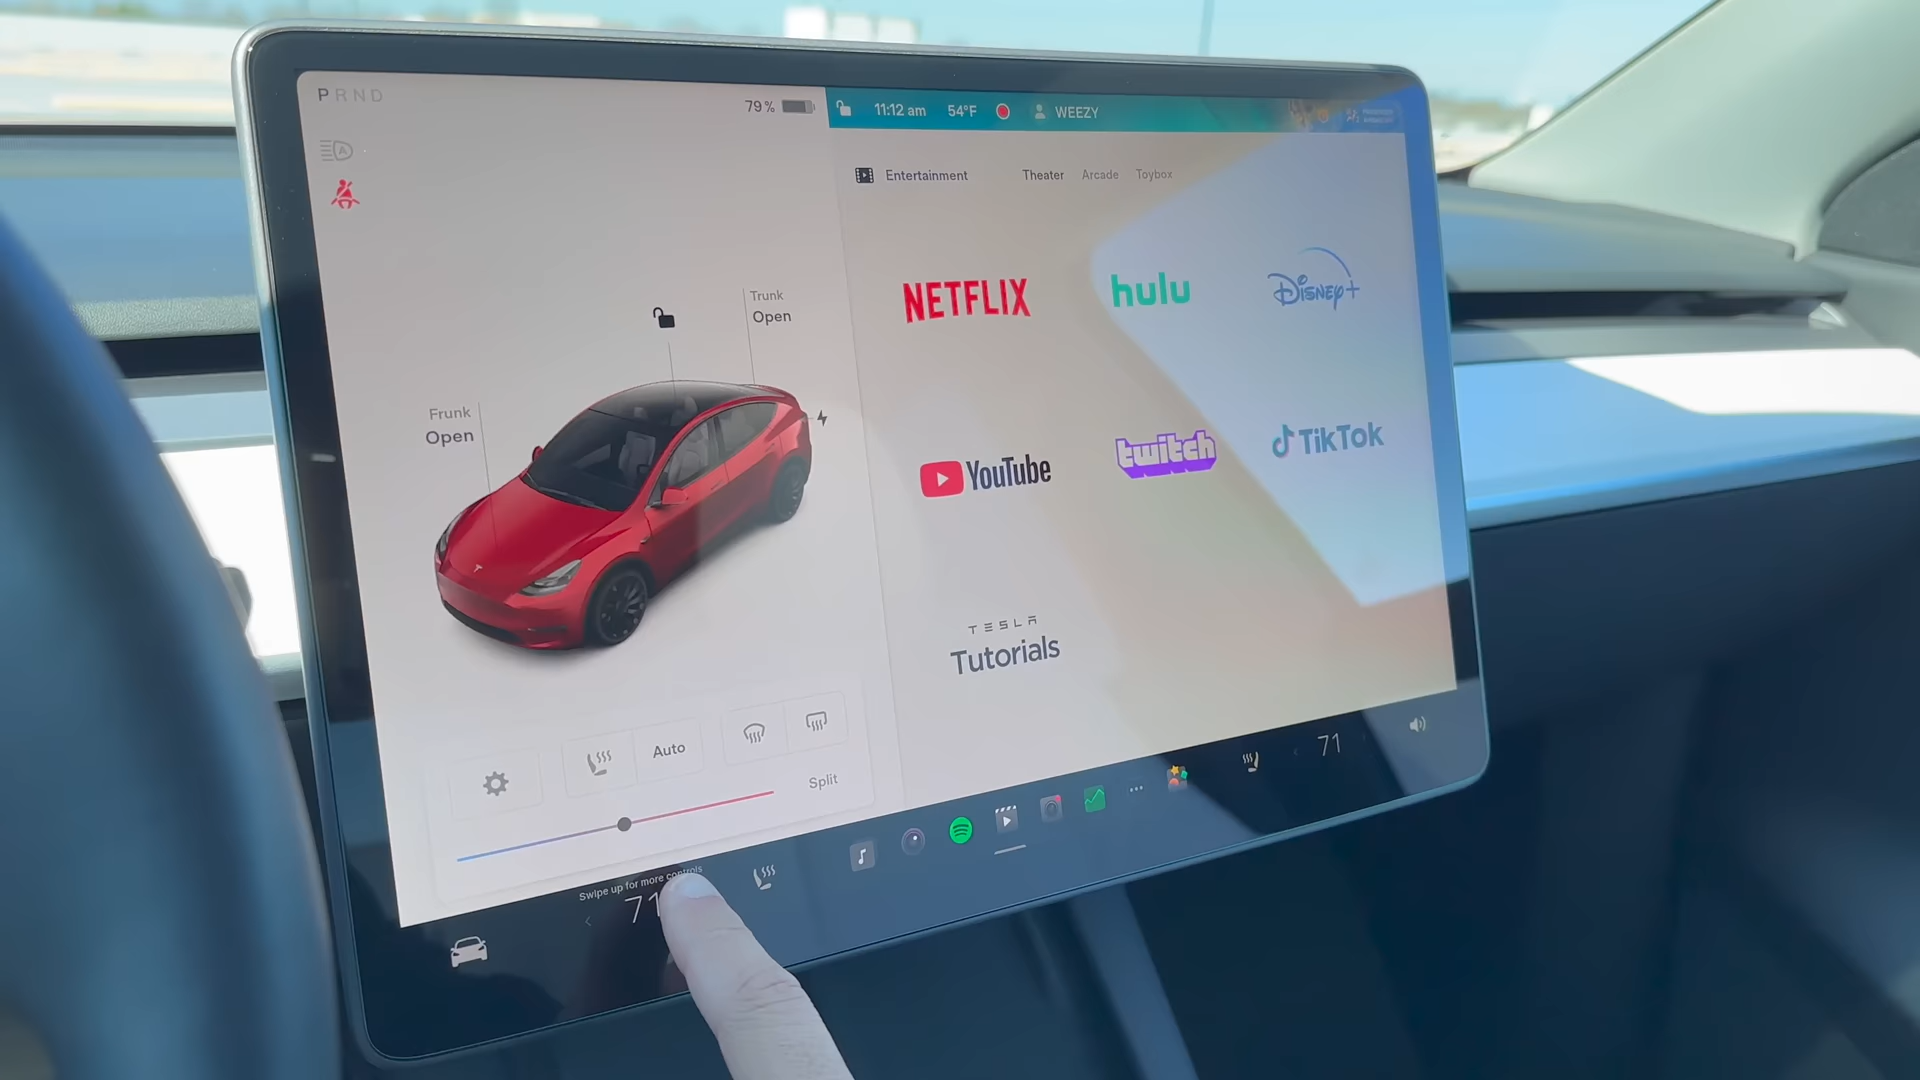 PRND
79%
11:12 am
54°F
WEEZY
Entertainment
Theater
Arcade
Toybox
NETFLIX
hulu
Disney+
Trunk
Open
Frunk
Open
YouTube
twitch
TikTok
TESLA
Tutorials
Auto
Split
Swipe up for more controls
71
71